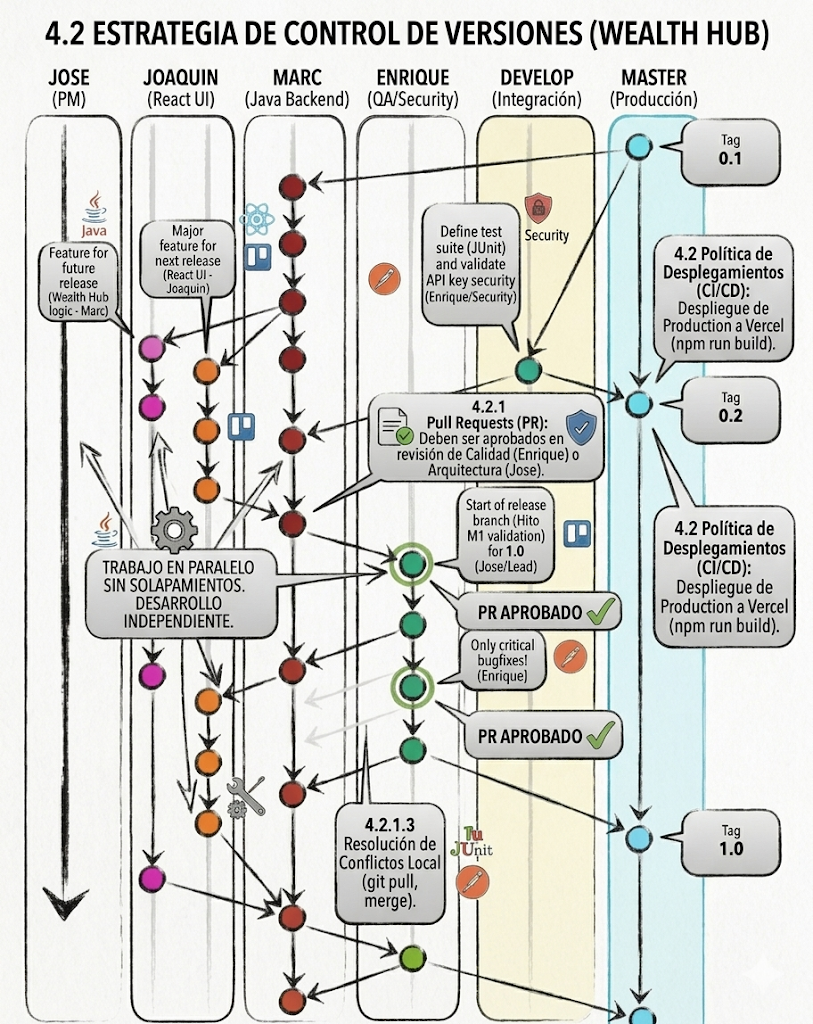 4.2 ESTRATEGIA DE CONTROL DE VERSIONES (WEALTH HUB)
JOSE
(PM)
JOAQUIN
(React UI)
MARC
(Java Backend)
ENRIQUE
(QA/Security)
DEVELOP
(Integración)
MASTER
(Producción)
Tag
0.1
Java
Feature for
future
release
(Wealth Hub
logic - Marc)
Major
feature for
next release
(React UI -
Joaquin)
Define test
suite (JUnit)
and validate
API key security
(Enrique/Security)
Security
4.2 Política de
Desplegamientos
(CI/CD):
Despliegue de
Production a Vercel
(npm run build).
Tag
0.2
4.2.1
Pull Requests (PR):
Deben ser aprobados en
revisión de Calidad (Enrique) o
Arquitectura (Jose).
Start of release
branch (Hito
M1 validation)
for 1.0
(Jose/Lead)
4.2 Política de
Desplegamientos
(CI/CD):
Despliegue de
Production a Vercel
(npm run build).
TRABAJO EN PARALELO
SIN SOLAPAMIENTOS.
DESARROLLO
INDEPENDIENTE.
PR APROBADO
Only critical
bugfixes!
(Enrique)
PR APROBADO
4.2.1.3
Resolución de
Conflictos Local
(git pull,
merge).
JUnit
Tag
1.0